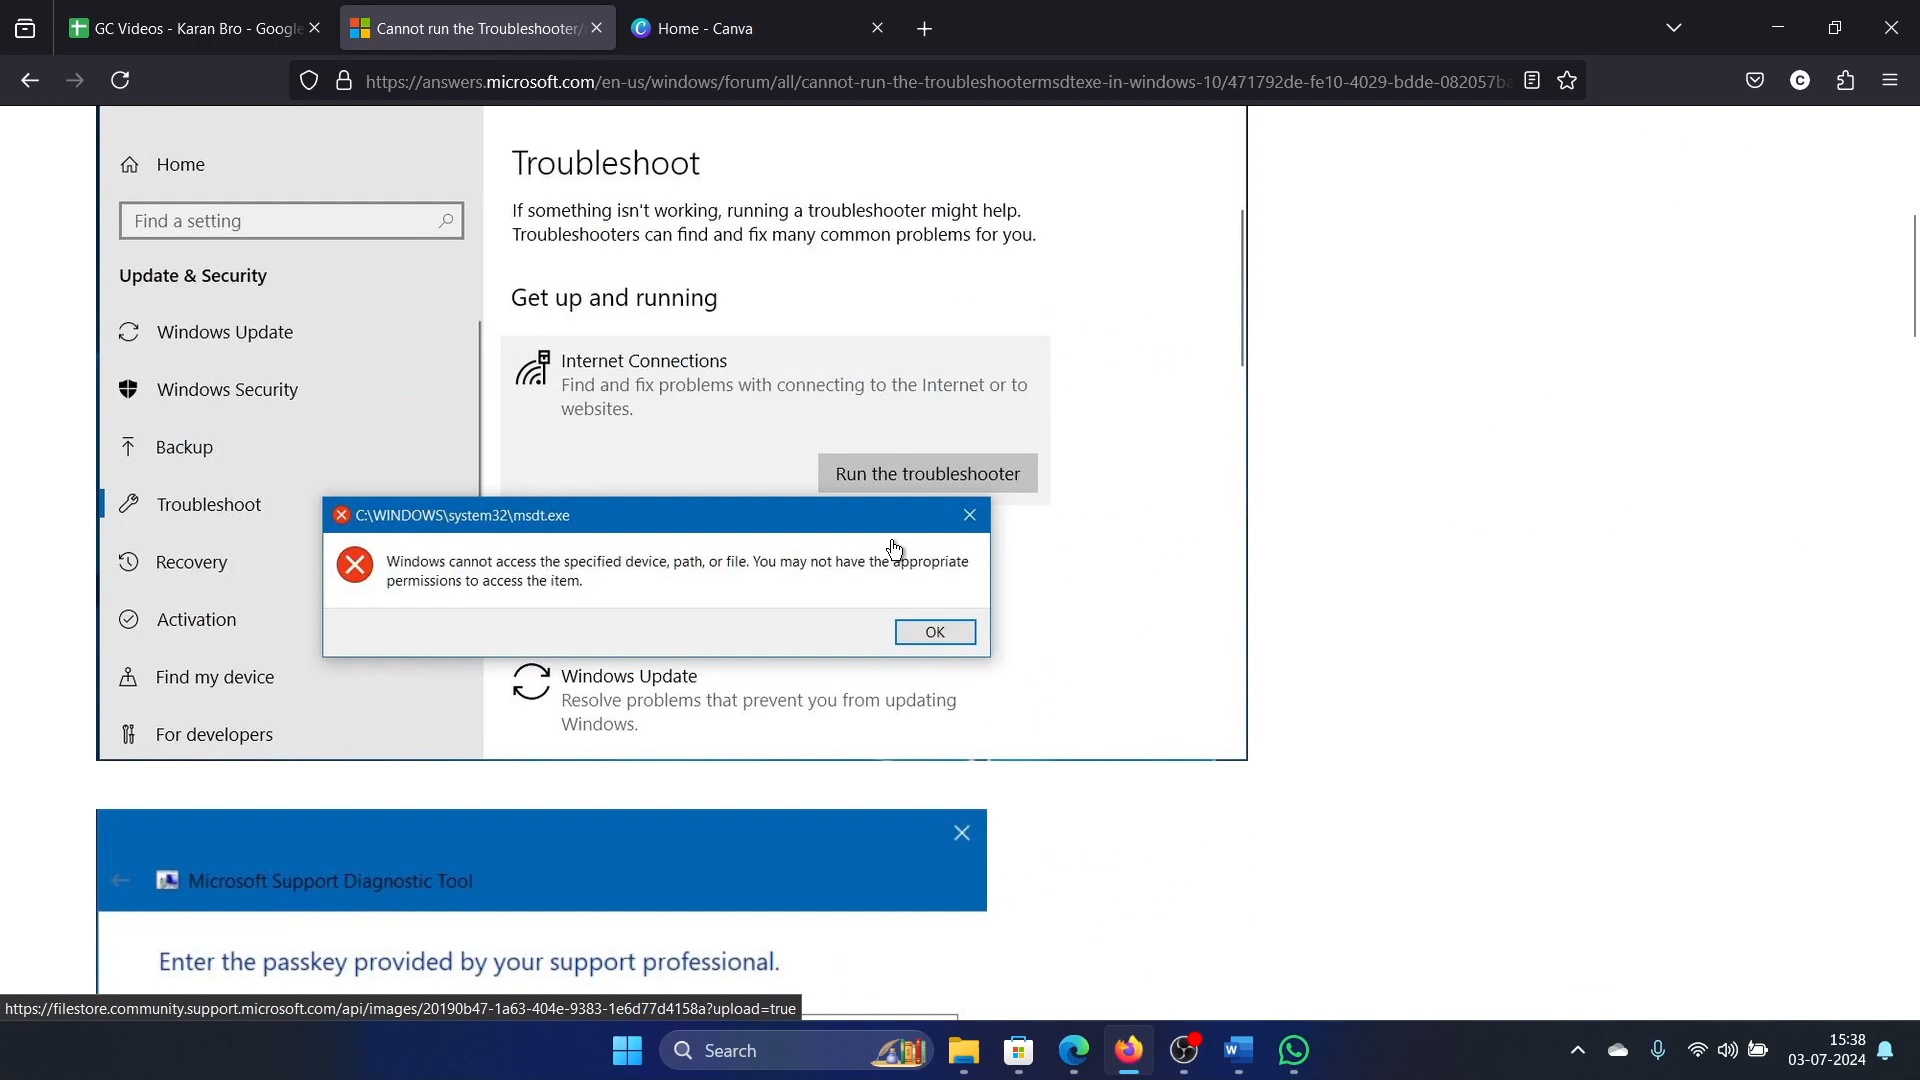 GC Videos - Karan Bro - Google
Cannot run the Troubleshooter/
Home - Canva
https://answers.microsoft.com/en-us/windows/forum/all/cannot-run-the-troubleshootermsdtexe-in-windows-10/471792de-fe10-4029-bdde-082057ba
Home
Find a setting
Update & Security
Windows Update
Windows Security
Backup
Troubleshoot
Recovery
Activation
Find my device
For developers
Troubleshoot
If something isn't working, running a troubleshooter might help.
Troubleshooters can find and fix many common problems for you.
Get up and running
Internet Connections
Find and fix problems with connecting to the Internet or to
websites.
Run the troubleshooter
C:\WINDOWS\system32\msdt.exe
Windows cannot access the specified device, path, or file. You may not have the appropriate
permissions to access the item.
OK
Windows Update
Resolve problems that prevent you from updating
Windows.
Microsoft Support Diagnostic Tool
Enter the passkey provided by your support professional.
https://filestore.community.support.microsoft.com/api/images/20190b47-1a63-404e-9383-1e6d77d4158a?upload=true
Search
15:38
03-07-2024